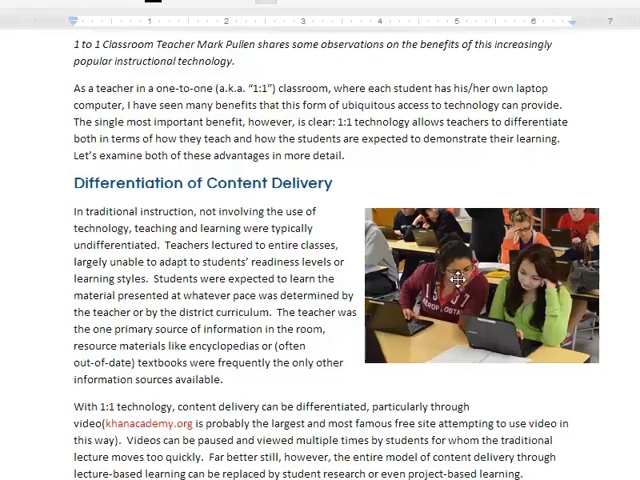 1 2 3 4 5 6 7
1 to 1 Classroom Teacher Mark Pullen shares some observations on the benefits of this increasingly
popular instructional technology.
As a teacher in a one-to-one (a.k.a. “1:1”) classroom, where each student has his/her own laptop
computer, I have seen many benefits that this form of ubiquitous access to technology can provide.
The single most important benefit, however, is clear: 1:1 technology allows teachers to differentiate
both in terms of how they teach and how the students are expected to demonstrate their learning.
Let’s examine both of these advantages in more detail.
Differentiation of Content Delivery
In traditional instruction, not involving the use of
technology, teaching and learning were typically
undifferentiated. Teachers lectured to entire classes,
largely unable to adapt to students’ readiness levels or
learning styles. Students were expected to learn the
material presented at whatever pace was determined by
the teacher or by the district curriculum. The teacher was
the one primary source of information in the room,
resource materials like encyclopedias or (often
out-of-date) textbooks were frequently the only other
information sources available.
With 1:1 technology, content delivery can be differentiated, particularly through
video(khanacademy.org is probably the largest and most famous free site attempting to use video in
this way). Videos can be paused and viewed multiple times by students for whom the traditional
lecture moves too quickly. Far better still, however, the entire model of content delivery through
lecture-based learning can be replaced by student research or even project-based learning.